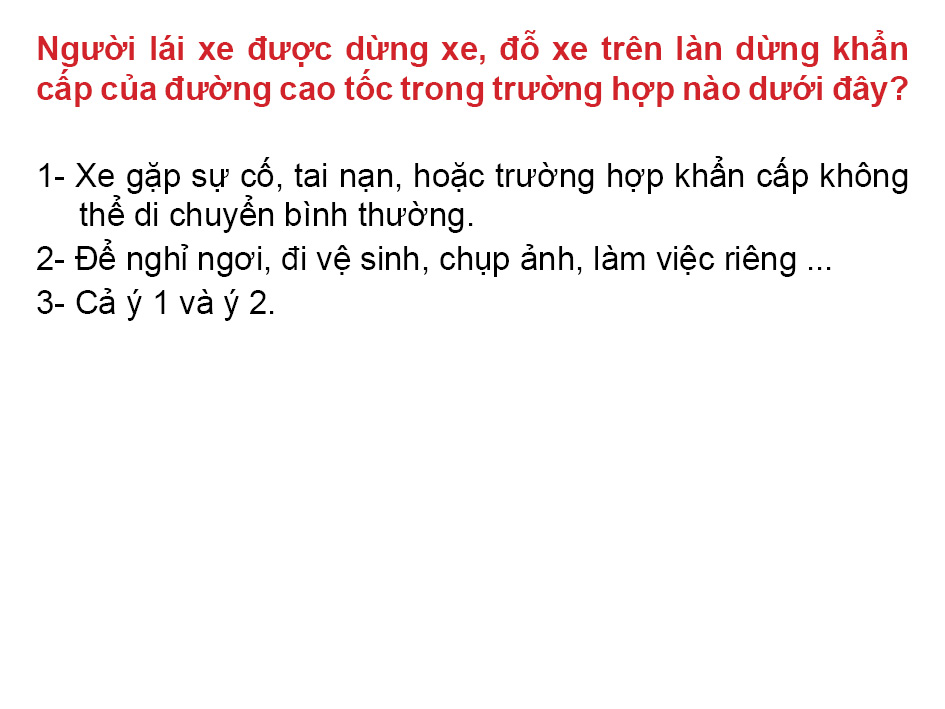 Người lái xe được dừng xe, đỗ xe trên làn dừng khẩn
cấp của đường cao tốc trong trường hợp nào dưới đây?
1- Xe gặp sự cố, tai nạn, hoặc trường hợp khẩn cấp không
thể di chuyển bình thường.
2- Để nghỉ ngơi, đi vệ sinh, chụp ảnh, làm việc riêng ...
3- Cả ý 1 và ý 2.